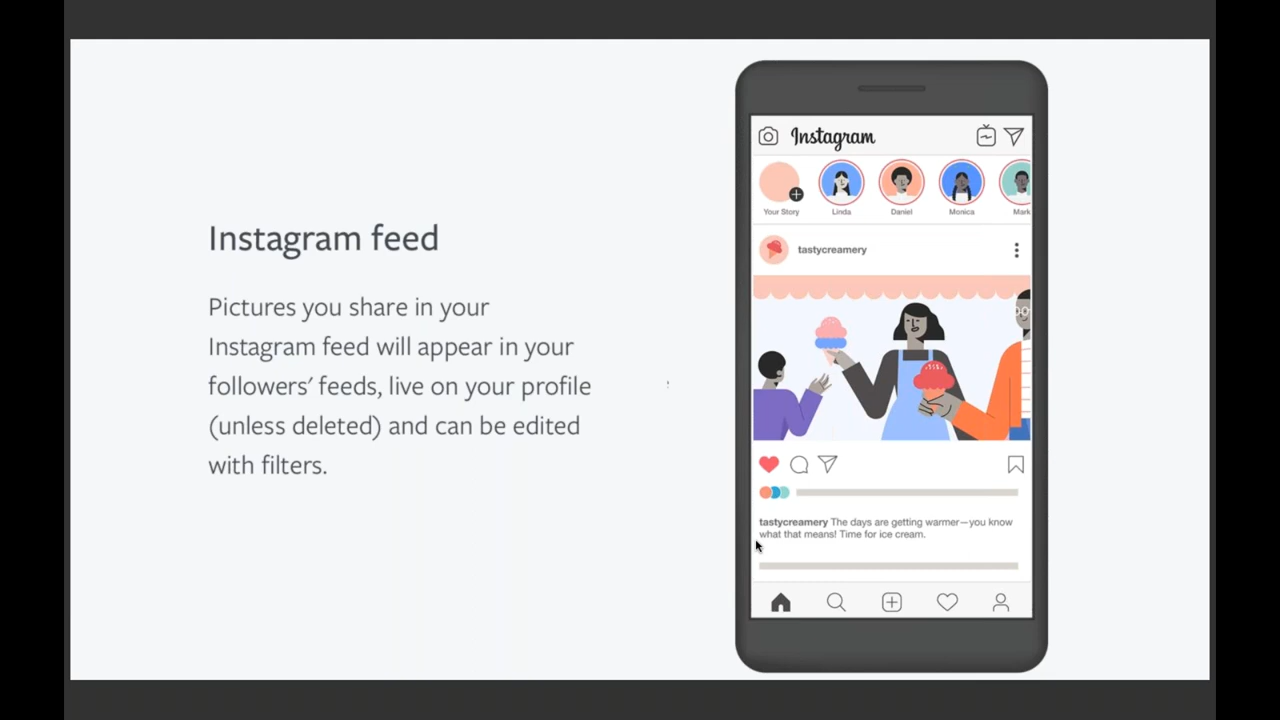 Instagram feed
Pictures you share in your
Instagram feed will appear in your
followers' feeds, live on your profile
(unless deleted) and can be edited
with filters.
Instagram
Your Story
Linda
Daniel
Monica
Mark
tastycreamery
tastycreamery The days are getting warmer—you know
what that means! Time for ice cream.